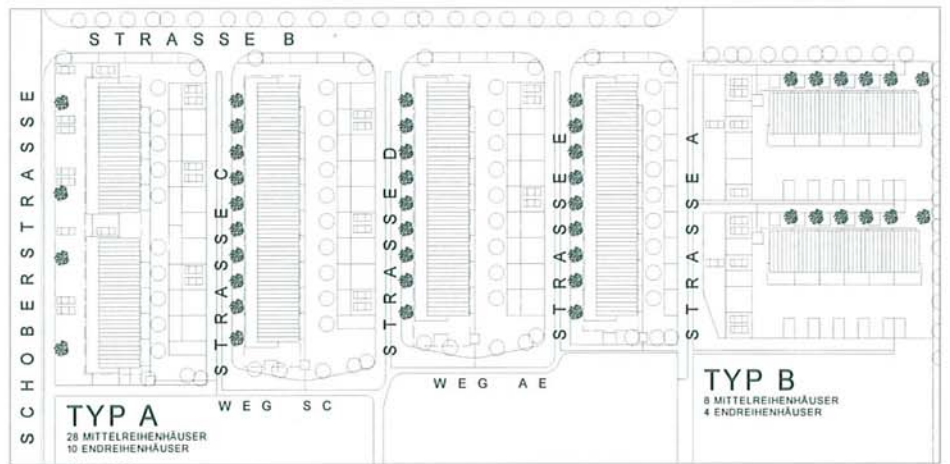 STRASSE B
SCHOBERSTRASSE
STRASSE C
STRASSE D
STRASSE E
STRASSE A
WEG SC
WEG AE
TYP A
28 MITTELREIHENHÄUSER
10 ENDREIHENHÄUSER
TYP B
8 MITTELREIHENHÄUSER
4 ENDREIHENHÄUSER